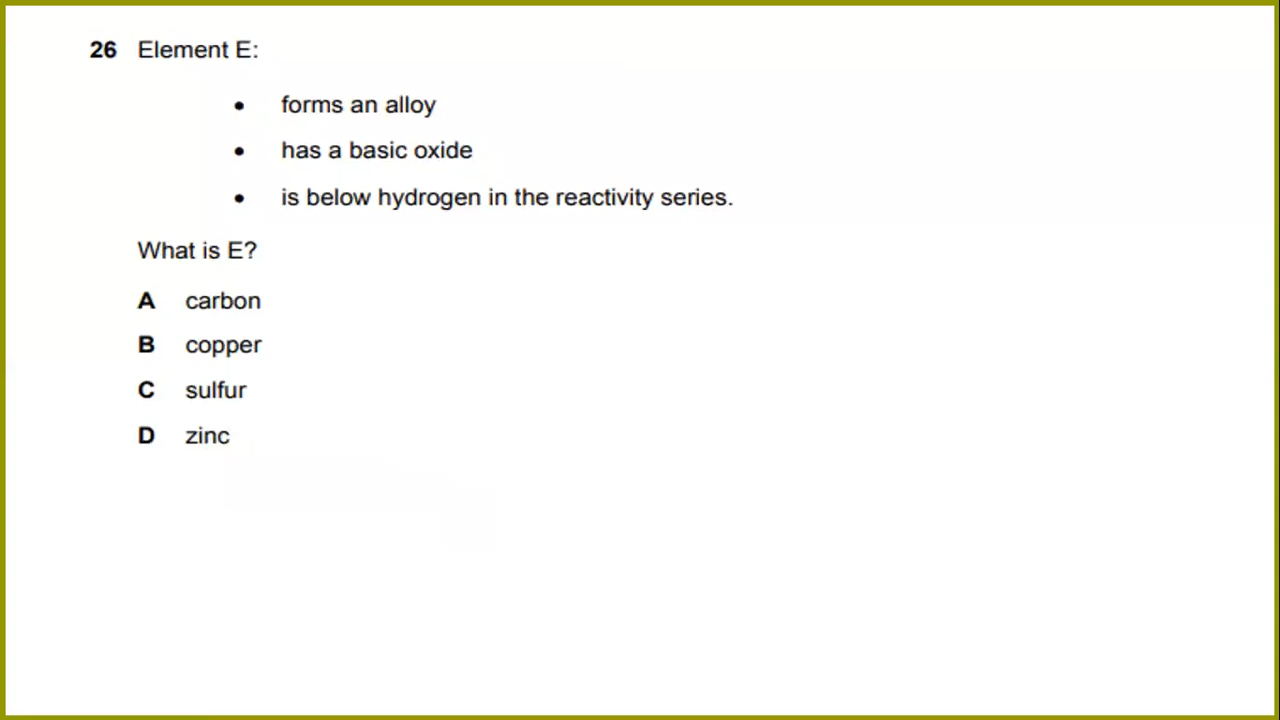 26 Element E:
• forms an alloy
• has a basic oxide
• is below hydrogen in the reactivity series.
What is E?
A carbon
B copper
C sulfur
D zinc